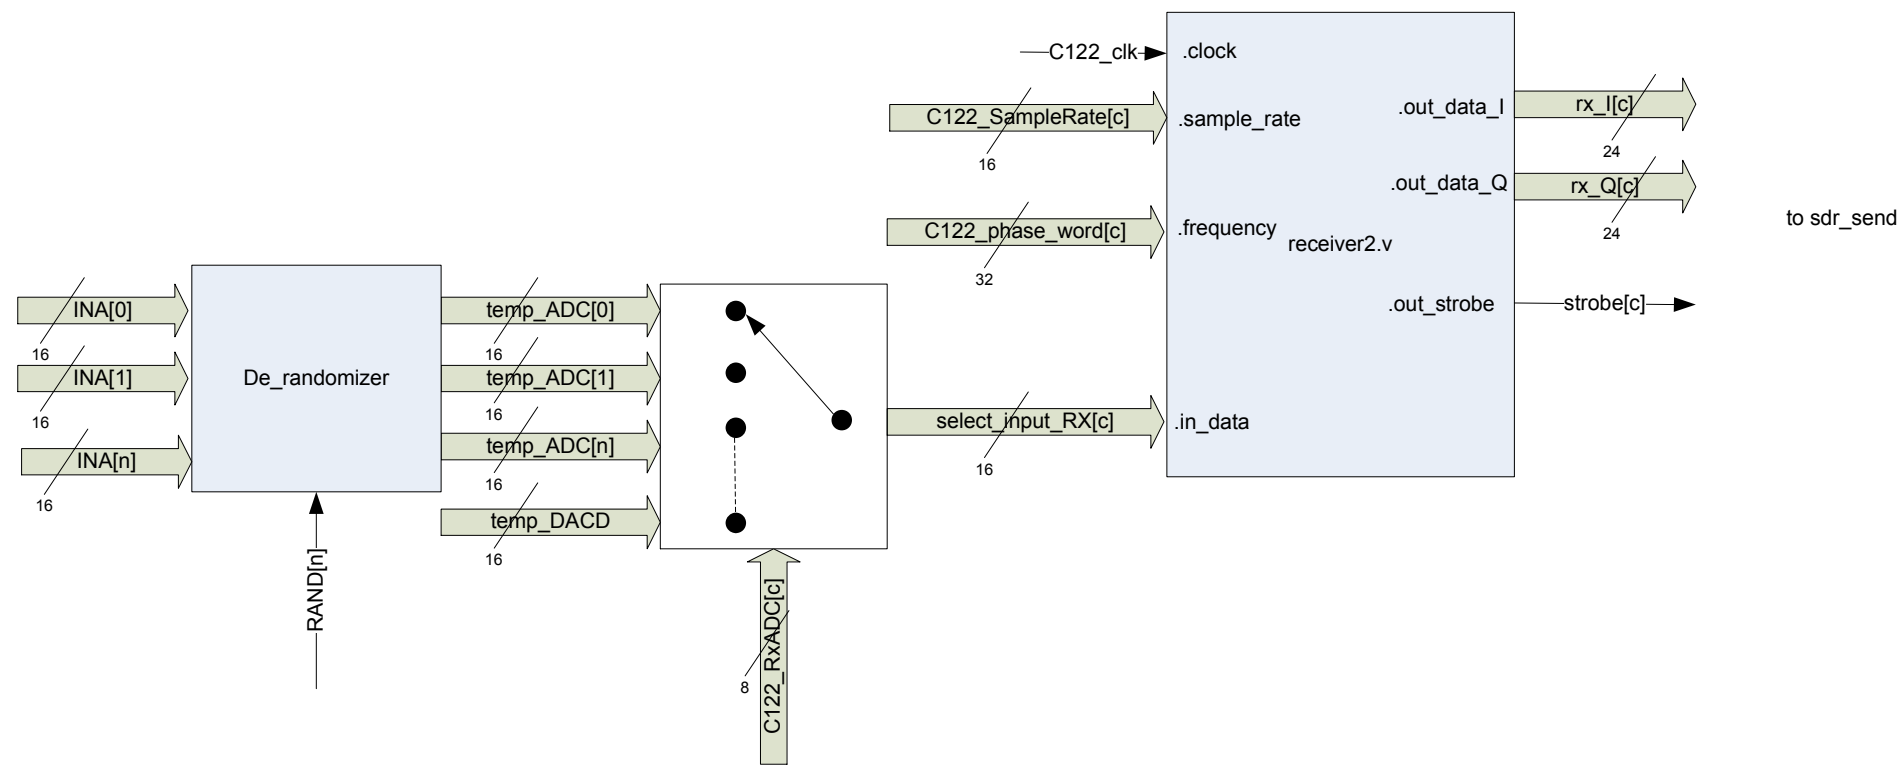 C122_clk
.clock
C122_SampleRate[c]
16
.sample_rate
.out_data_I
rx_I[c]
24
.out_data_Q
rx_Q[c]
24
to sdr_send
C122_phase_word[c]
32
.frequency
receiver2.v
.out_strobe
strobe[c]
INA[0]
16
INA[1]
16
INA[n]
16
De_randomizer
RAND[n]
temp_ADC[0]
16
temp_ADC[1]
16
temp_ADC[n]
16
temp_DACD
16
C122_RxADC[c]
8
select_input_RX[c]
16
.in_data